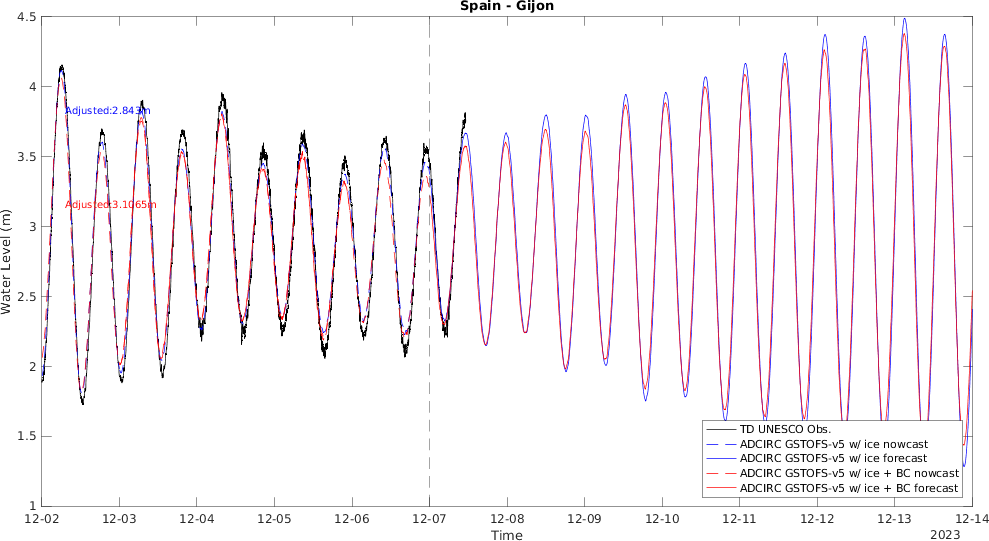 Spain - Gijon
4.5
4
3.5
3
2.5
2
1.5
1
Water Level (m)
Adjusted:2.843m
Adjusted:3.1065m
TD UNESCO Obs.
ADCIRC GSTOFS-v5 w/ ice nowcast
ADCIRC GSTOFS-v5 w/ ice forecast
ADCIRC GSTOFS-v5 w/ ice + BC nowcast
ADCIRC GSTOFS-v5 w/ ice + BC forecast
12-02 12-03 12-04 12-05 12-06 12-07 12-08 12-09 12-10 12-11 12-12 12-13 12-14
Time
2023